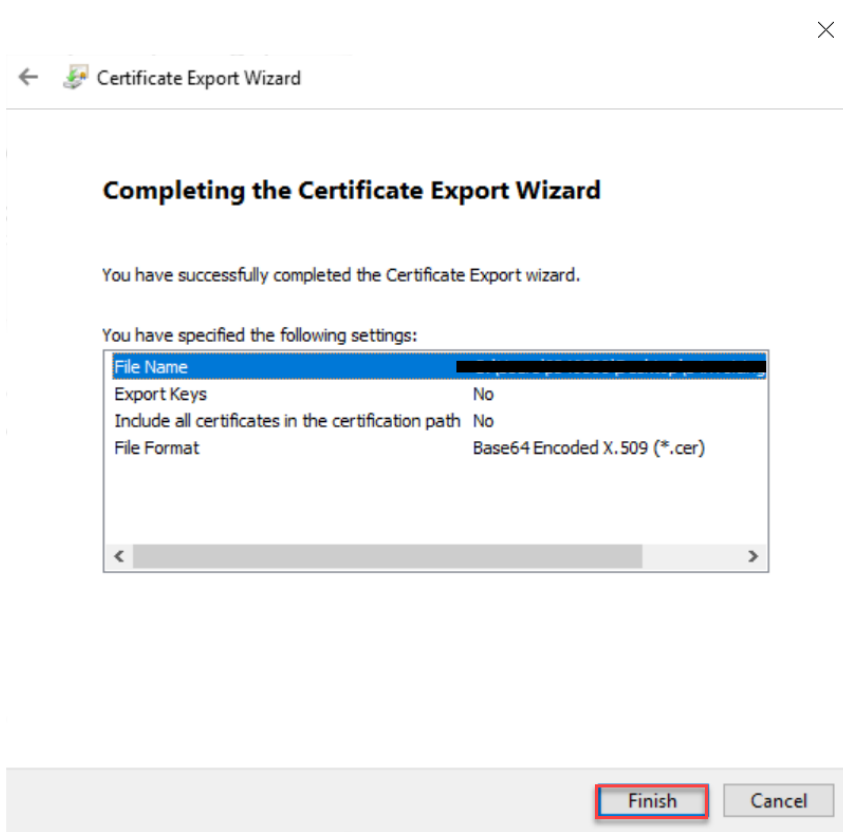 Certificate Export Wizard
Completing the Certificate Export Wizard
You have successfully completed the Certificate Export wizard.
You have specified the following settings:
File Name
Export Keys No
Include all certificates in the certification path No
File Format Base64 Encoded X.509 (*.cer)
Finish Cancel